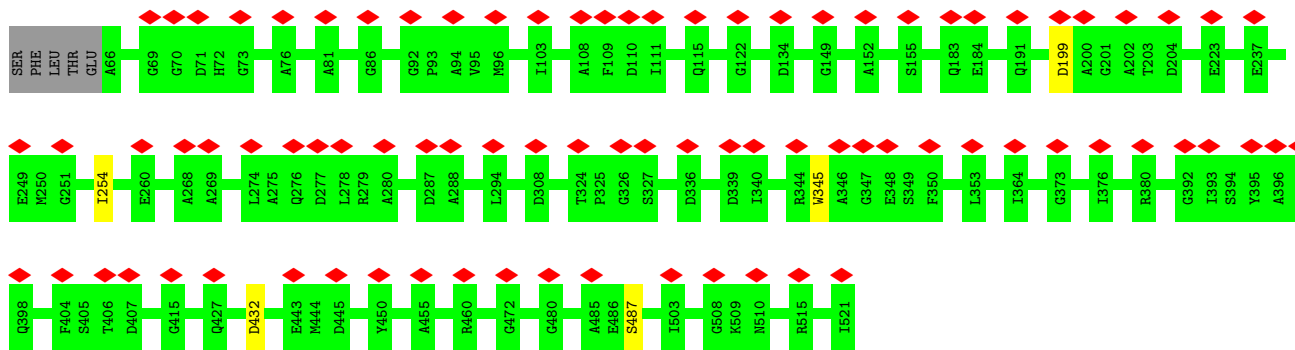 SER PHE LEU THR GLU A66 G69 G70 D71 H72 G73 A76 A81 G86 G92 P93 A94 V95 M96 I103 A108 F109 D110 I111 Q115 G122 D134 G149 A152 S155 Q183 E184 Q191 D199 A200 G201 A202 T203 D204 E223 E237
E249 M250 G251 I254 E260 A268 A269 L274 A275 Q276 D277 L278 R279 A280 D287 A288 L294 D308 T324 P325 G326 S327 D336 D339 I340 R344 W345 A346 G347 E348 S349 F350 L353 I364 G373 I376 R380 G392 I393 S394 Y395 A396
Q398 F404 S405 T406 D407 G415 Q427 D432 E443 M444 D445 Y450 A455 R460 G472 G480 A485 E486 S487 I503 G508 K509 N510 R515 I521